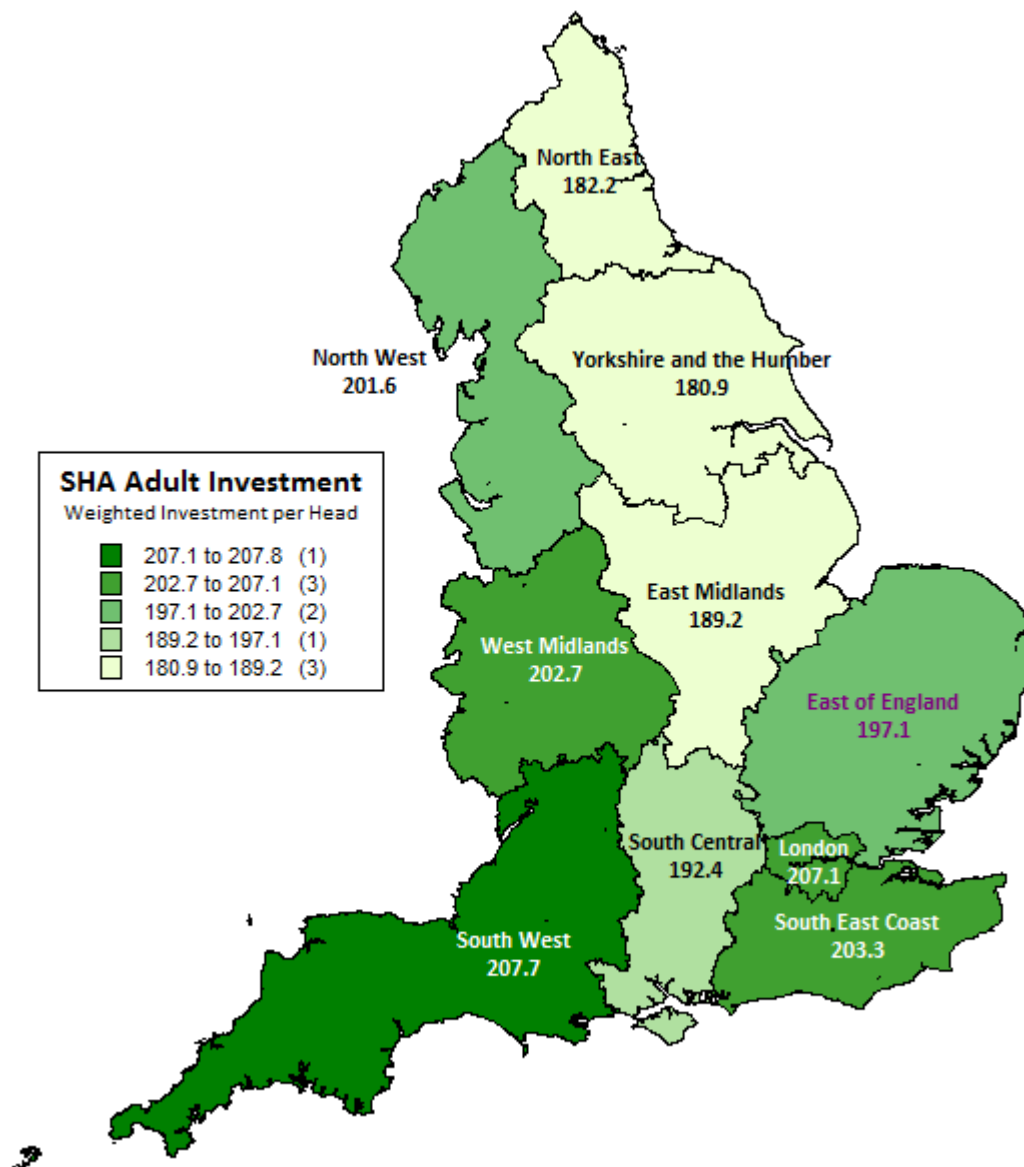 North East
182.2
North West
201.6
Yorkshire and the Humber
180.9
SHA Adult Investment
Weighted Investment per Head
207.1 to 207.8 (1)
202.7 to 207.1 (3)
197.1 to 202.7 (2)
189.2 to 197.1 (1)
180.9 to 189.2 (3)
East Midlands
189.2
West Midlands
202.7
East of England
197.1
South Central
192.4
London
207.1
South East Coast
203.3
South West
207.7